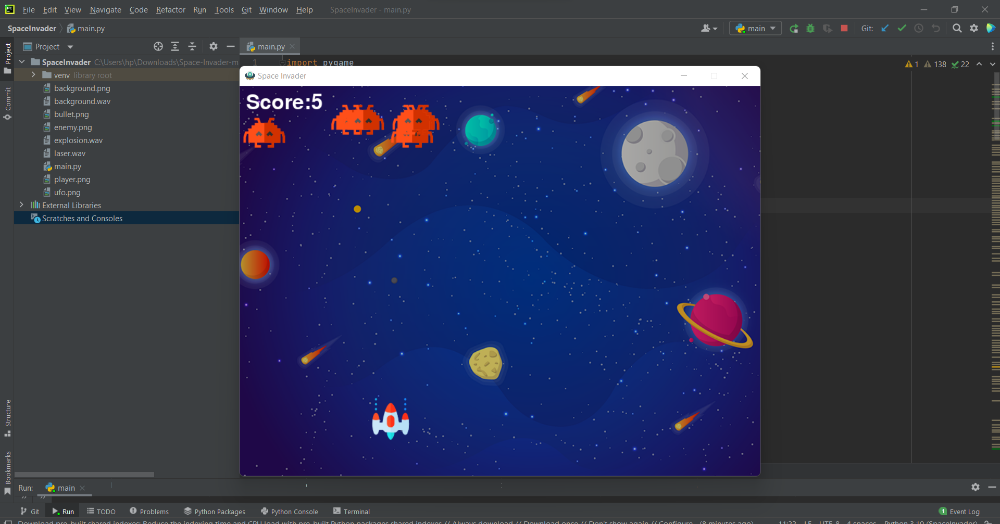 PC File Edit View Navigate Code Refactor Run Tools Git Window Help SpaceInvader - main.py
SpaceInvader main.py main Git:
Project Project main.py
SpaceInvader C:\Users\hp\Downloads\Space-Invader-m
1 import pygame
1 138 22
venv library root
Space Invader
background.png
background.wav
bullet.png
enemy.png
explosion.wav
laser.wav
main.py
player.png
ufo.png
External Libraries
Scratches and Consoles
Score:5
Commit
Structure
Bookmarks
Run: main
Git Run TODO Problems Python Packages Python Console Terminal 1 Event Log
Download pre-built shared indexes: Reduce the indexing time and CPU load with pre-built Python packages shared indexes // Always download // Download once // Don't show again // Configure... (8 minutes ago) 11:22 LF UTF-8 4 spaces Python 3.10 (SpaceInvader)